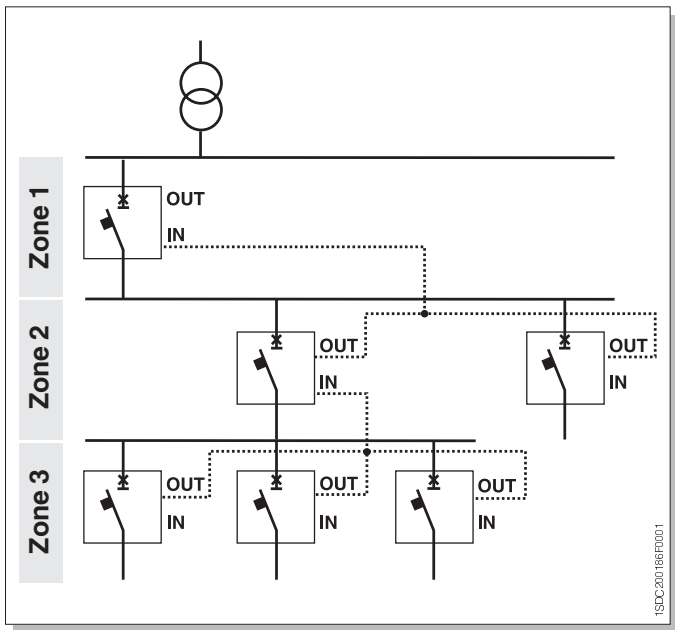 Zone 1
OUT
IN
Zone 2
OUT
IN
OUT
IN
Zone 3
OUT
IN
OUT
IN
OUT
IN
1SDC200186F0001